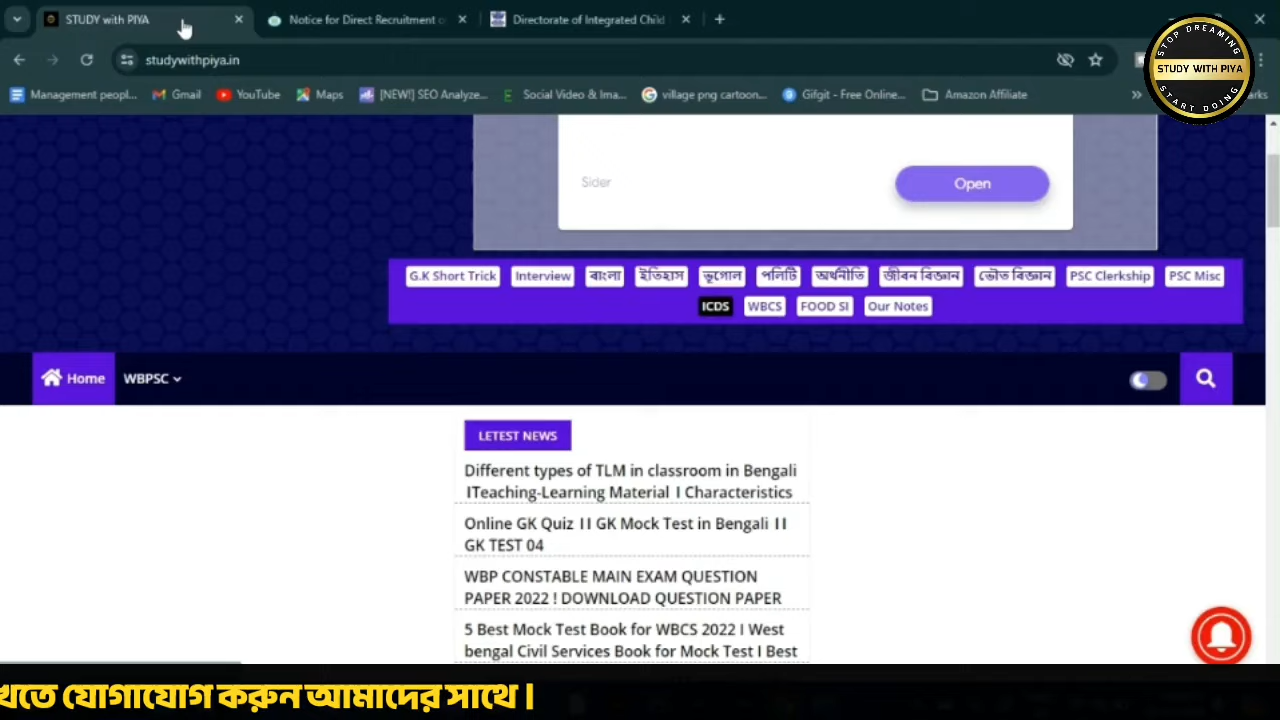 STUDY with PIYA
Notice for Direct Recruitment o
Directorate of Integrated Child
studywithpiya.in
Management peopl...
Gmail
YouTube
Maps
[NEW!] SEO Analyze...
Social Video & Ima...
village png cartoon...
Gifgit - Free Online...
Amazon Affiliate
STOP DREAMING
STUDY WITH PIYA
START DOING
Sider
Open
G.K Short Trick
Interview
বাংলা
ইতিহাস
ভূগোল
পলিটি
অর্থনীতি
জীবন বিজ্ঞান
ভৌত বিজ্ঞান
PSC Clerkship
PSC Misc
ICDS
WBCS
FOOD SI
Our Notes
Home
WBPSC
LETEST NEWS
Different types of TLM in classroom in Bengali
ITeaching-Learning Material I Characteristics
Online GK Quiz II GK Mock Test in Bengali II
GK TEST 04
WBP CONSTABLE MAIN EXAM QUESTION
PAPER 2022 ! DOWNLOAD QUESTION PAPER
5 Best Mock Test Book for WBCS 2022 I West
bengal Civil Services Book for Mock Test I Best
যোগাযোগ করুন আমাদের সাথে |